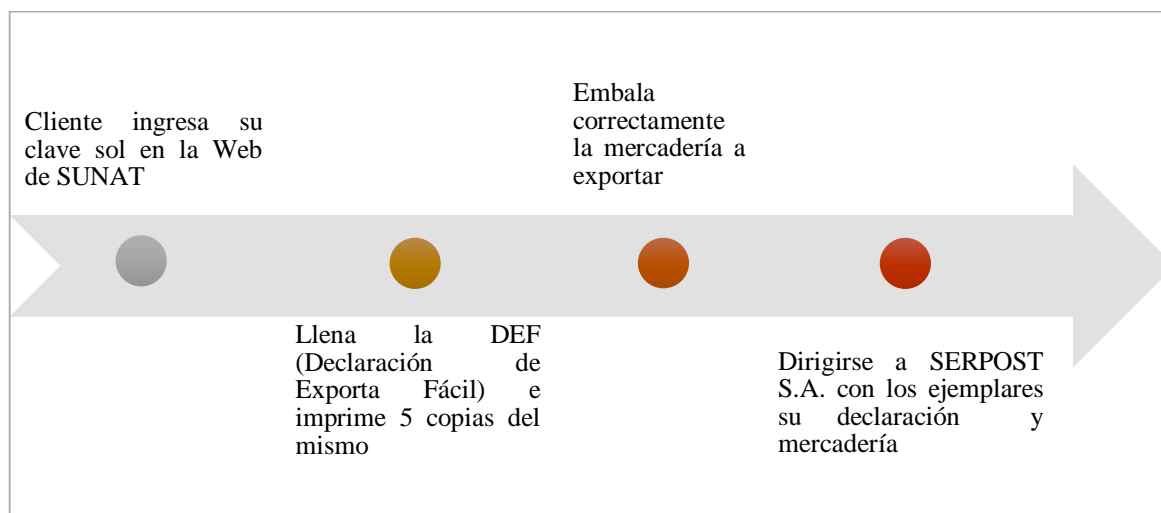 Cliente ingresa su
clave sol en la Web
de SUNAT
Llena la DEF
(Declaración de
Exporta Fácil) e
imprime 5 copias del
mismo
Embala
correctamente
la mercadería a
exportar
Dirigirse a SERPOST
S.A. con los ejemplares
su declaración y
mercadería